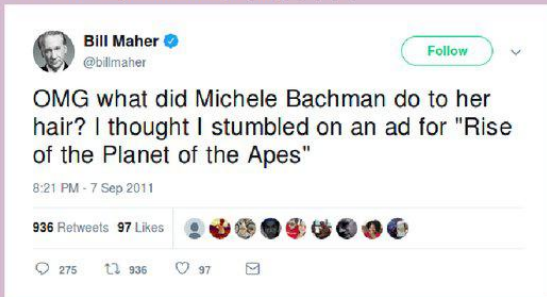 Bill Maher
@billmaher
Follow
OMG what did Michele Bachman do to her
hair? I thought I stumbled on an ad for "Rise
of the Planet of the Apes"
8:21 PM - 7 Sep 2011
936 Retweets 97 Likes
275 936 97